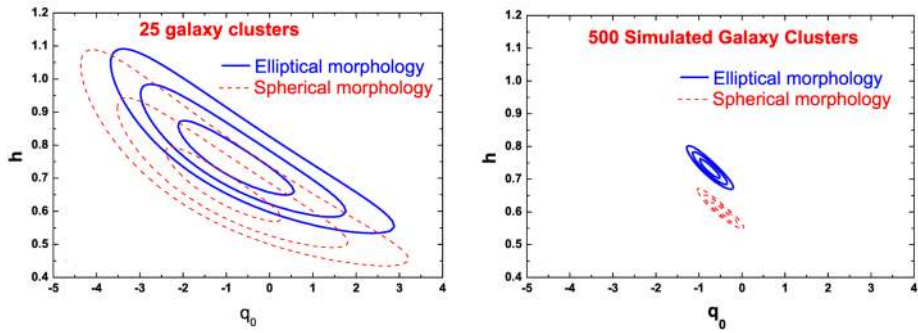 25 galaxy clusters
Elliptical morphology
Spherical morphology
1.2
1.1
1.0
0.9
0.8
0.7
0.6
0.5
0.4
h
-5 -4 -3 -2 -1 0 1 2 3 4
q0
500 Simulated Galaxy Clusters
Elliptical morphology
Spherical morphology
1.2
1.1
1.0
0.9
0.8
0.7
0.6
0.5
0.4
h
-5 -4 -3 -2 -1 0 1 2 3 4
q0